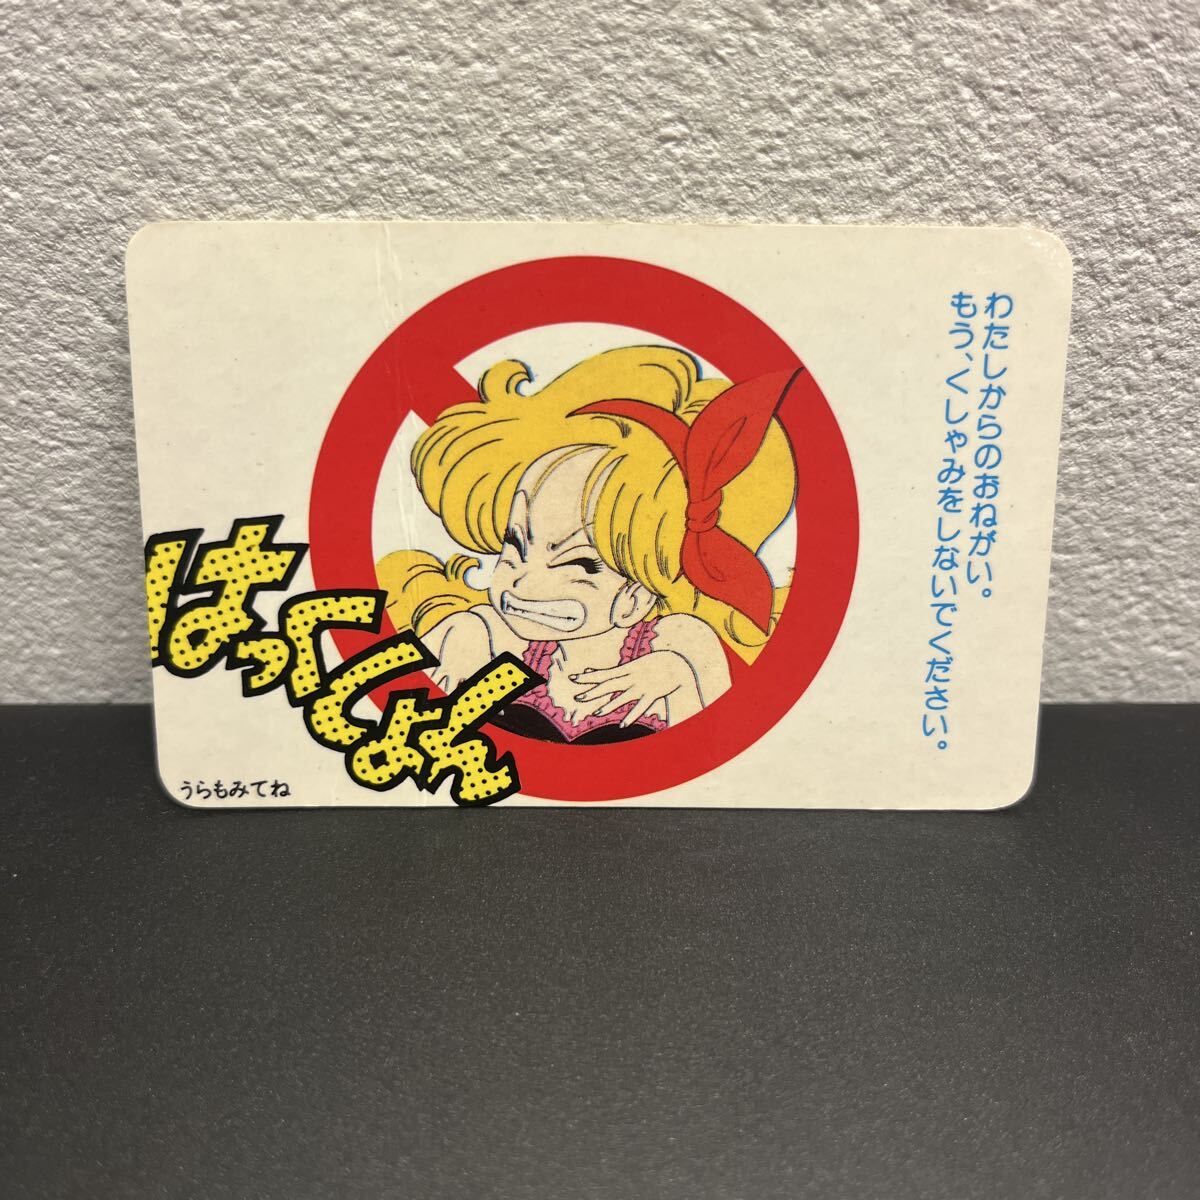 わたしからのおねがい。
もう、くしゃみをしないでください。
はっくしょん
うらもみてね